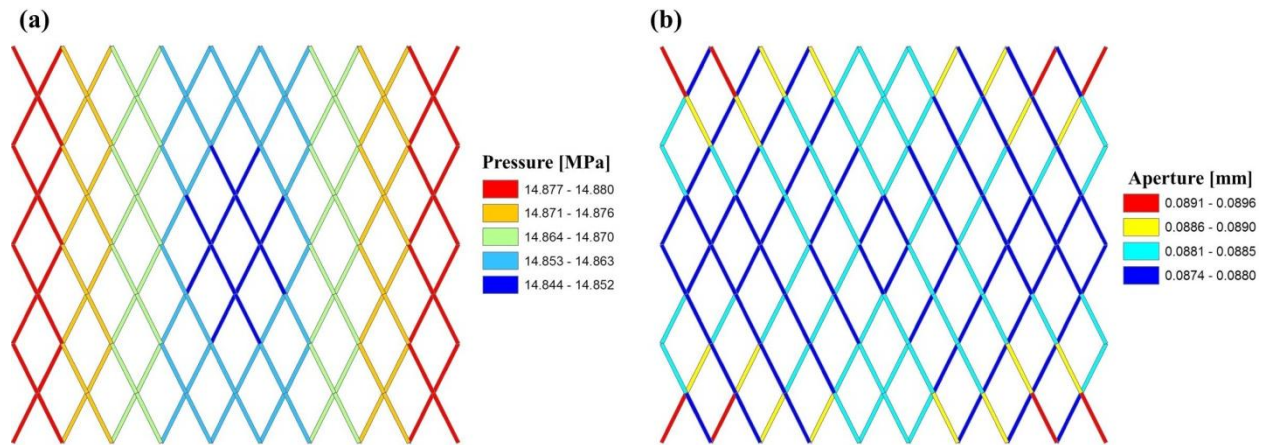 (a)
Pressure [MPa]
14.877 - 14.880
14.871 - 14.876
14.864 - 14.870
14.853 - 14.863
14.844 - 14.852
(b)
Aperture [mm]
0.0891 - 0.0896
0.0886 - 0.0890
0.0881 - 0.0885
0.0874 - 0.0880